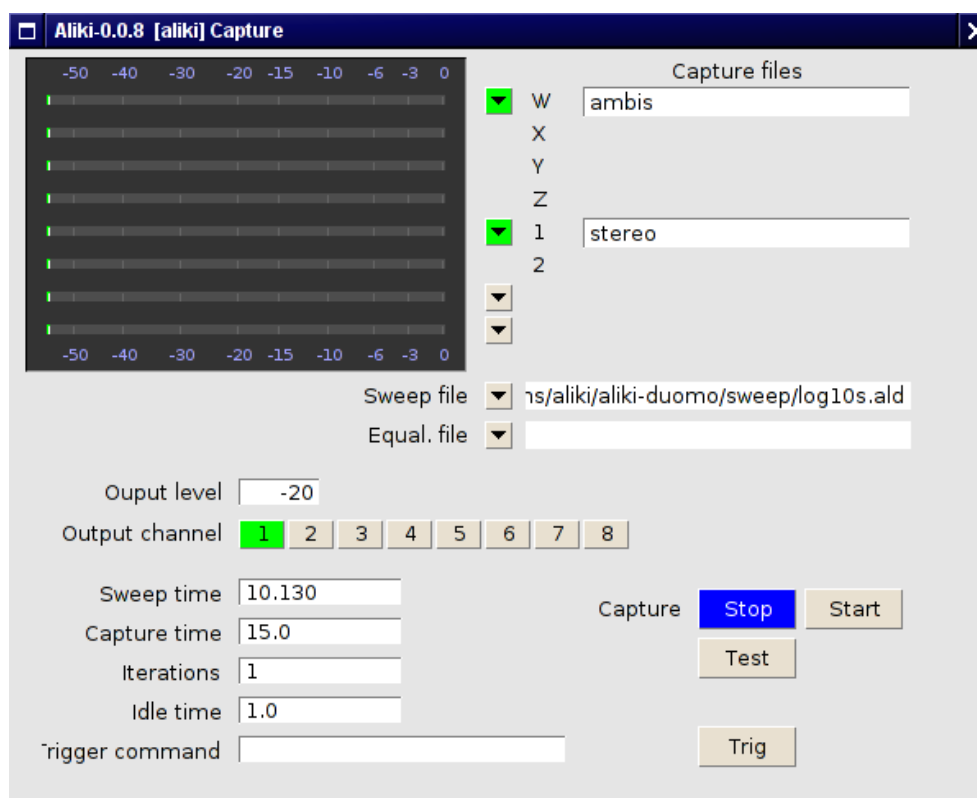 Aliki-0.0.8 [aliki] Capture
-50 -40 -30 -20 -15 -10 -6 -3 0
Capture files
W ambis
X
Y
Z
1 stereo
2
-50 -40 -30 -20 -15 -10 -6 -3 0
Sweep file ns/aliki/aliki-duomo/sweep/log10s.ald
Equal. file
Ouput level -20
Output channel 1 2 3 4 5 6 7 8
Sweep time 10.130
Capture Stop Start
Capture time 15.0
Test
Iterations 1
Idle time 1.0
rigger command
Trig